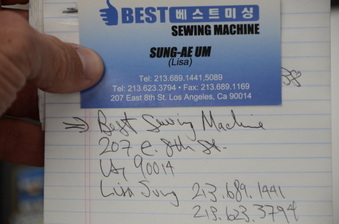 BEST 베스트미싱
SEWING MACHINE
SUNG-AE UM
(Lisa)
Tel: 213.689.1441,5089
Tel: 213.623.3794 • Fax: 213.689.1169
207 East 8th St. Los Angeles, CA 90014
Best Sewing Machine
207 E. 8th St.
LA, 90014
Lisa Sung 213.689.1441
213.623.3794